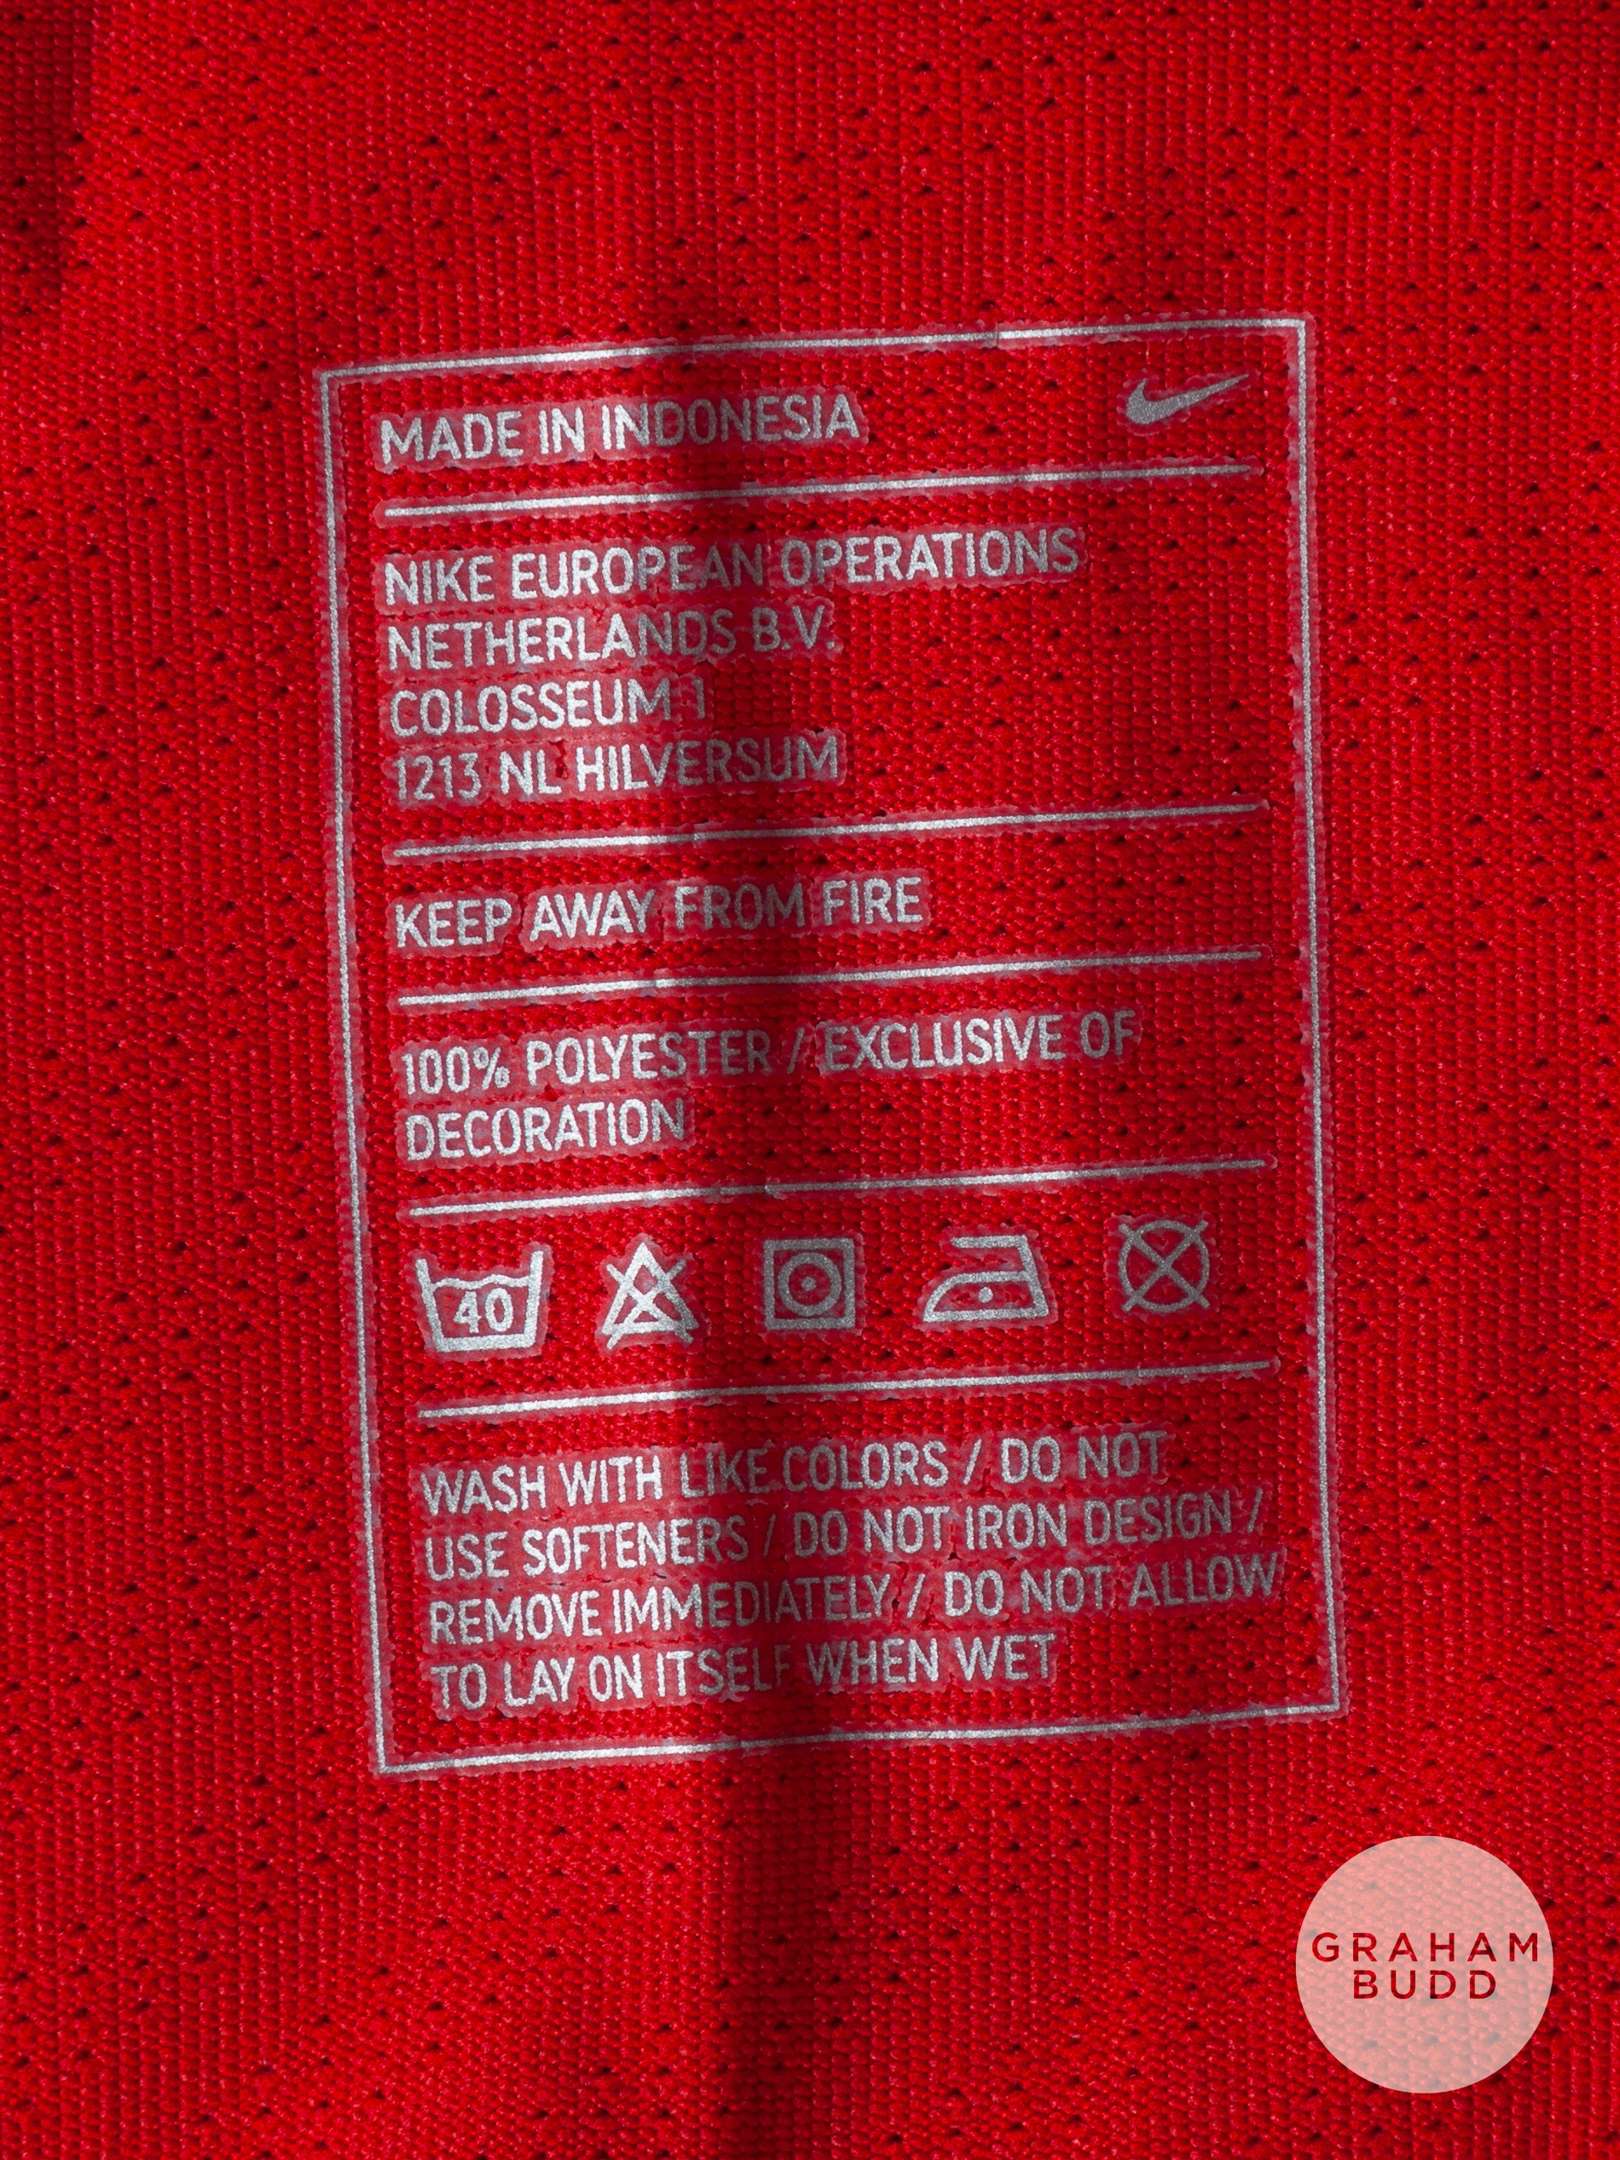 MADE IN INDONESIA
NIKE EUROPEAN OPERATIONS
NETHERLANDS B.V.
COLOSSEUM 1
1213 NL HILVERSUM
KEEP AWAY FROM FIRE
100% POLYESTER / EXCLUSIVE OF
DECORATION
40
WASH WITH LIKE COLORS / DO NOT
USE SOFTENERS / DO NOT IRON DESIGN /
REMOVE IMMEDIATELY / DO NOT ALLOW
TO LAY ON ITSELF WHEN WET
GRAHAM
BUDD